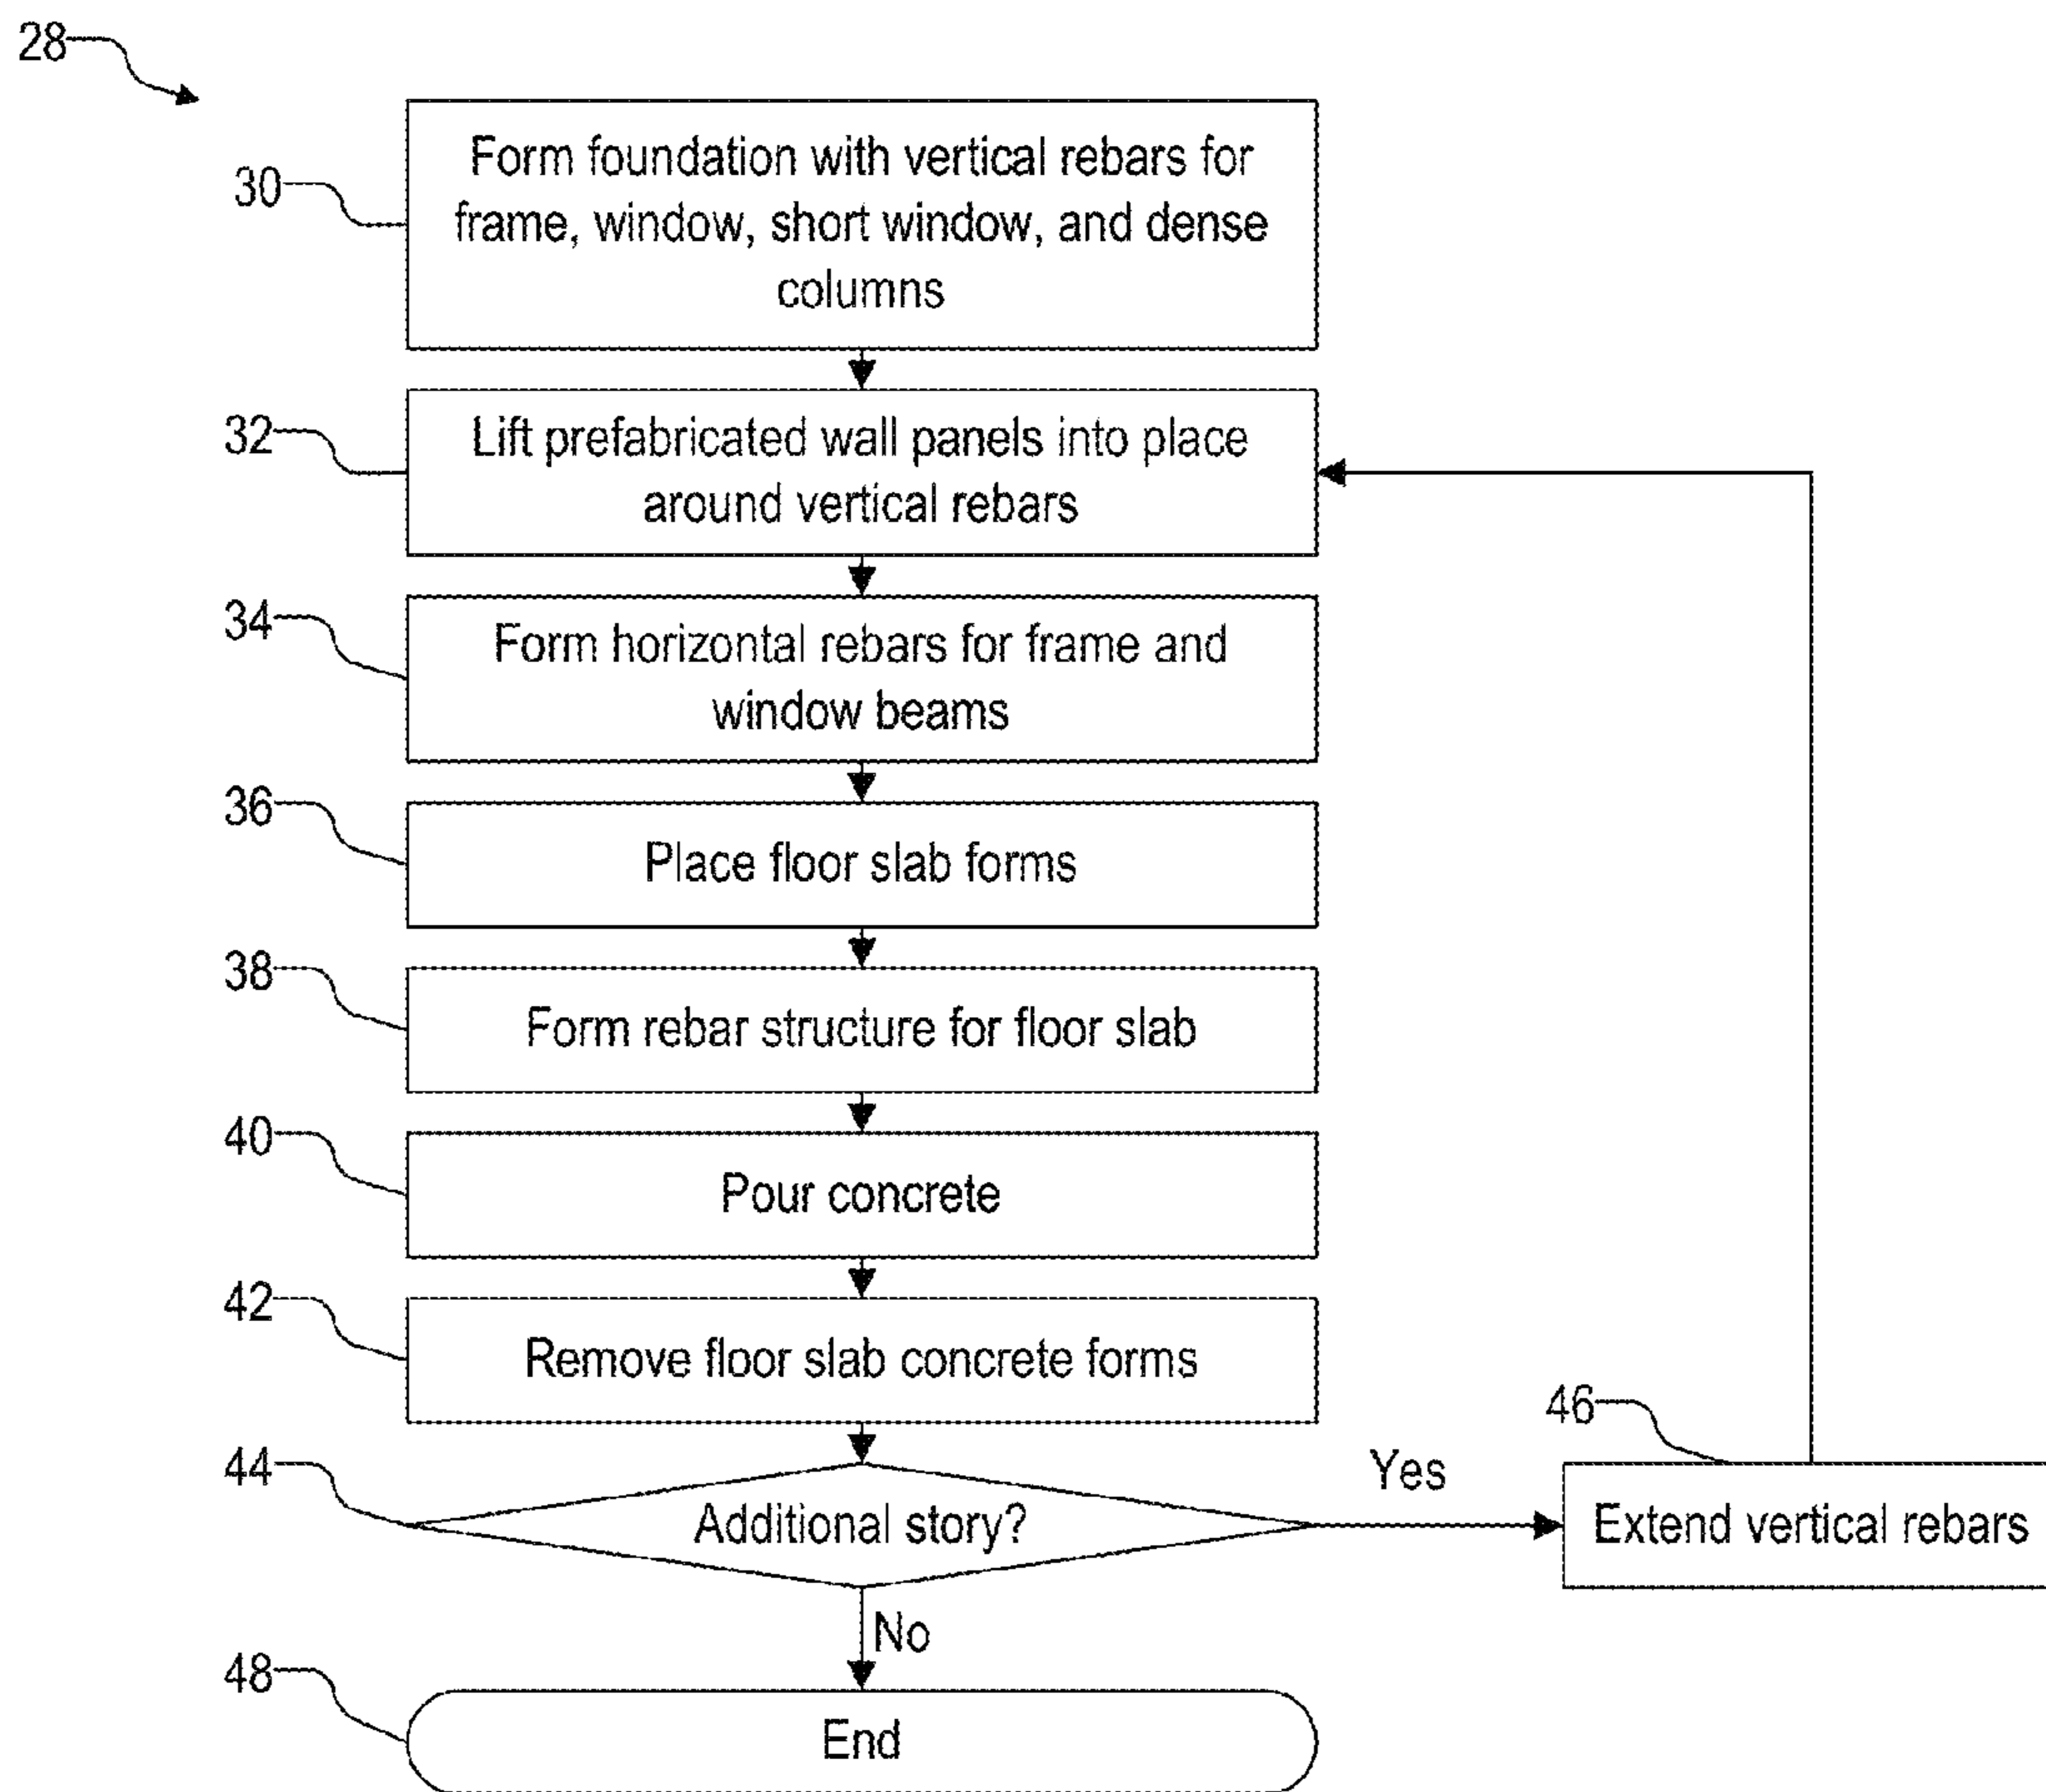 28
30
Form foundation with vertical rebars for
frame, window, short window, and dense
columns
32
Lift prefabricated wall panels into place
around vertical rebars
34
Form horizontal rebars for frame and
window beams
36
Place floor slab forms
38
Form rebar structure for floor slab
40
Pour concrete
42
Remove floor slab concrete forms
44
Additional story?
Yes
46
Extend vertical rebars
No
48
End